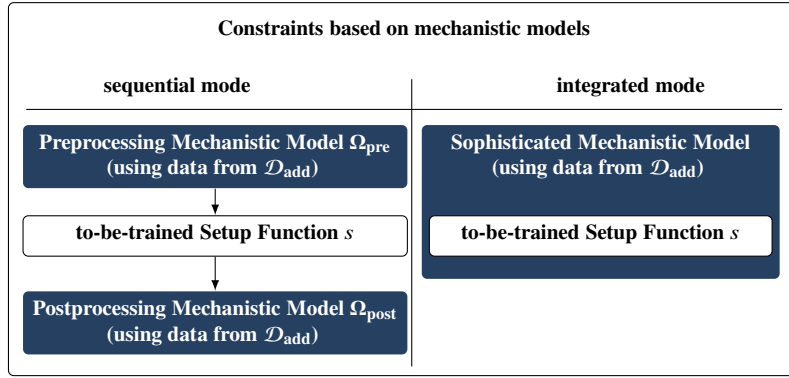 Constraints based on mechanistic models
sequential mode
integrated mode
Preprocessing Mechanistic Model Ωpre
(using data from 𝒟add)
to-be-trained Setup Function s
Postprocessing Mechanistic Model Ωpost
(using data from 𝒟add)
Sophisticated Mechanistic Model
(using data from 𝒟add)
to-be-trained Setup Function s